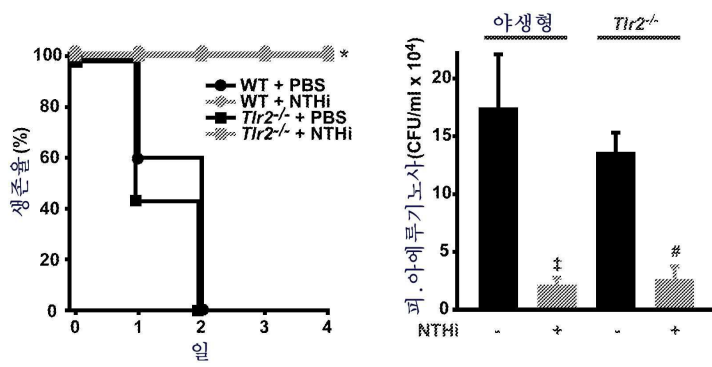 100
80
60
40
20
0
생존율(%)
0 1 2 3 4
일
*
WT + PBS
WT + NTHi
Tlr2-/- + PBS
Tlr2-/- + NTHi
야생형 Tlr2-/-
피.아에루기노사(CFU/ml x 10⁴)
20
15
10
5
0
‡
#
NTHi - + - +